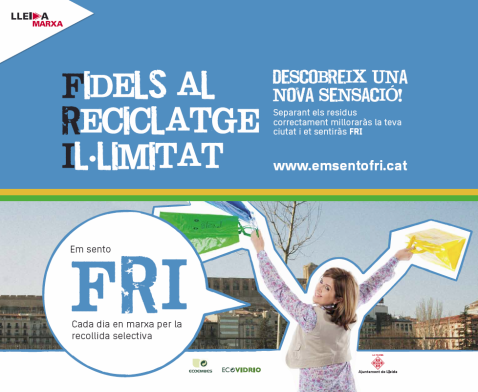 LLEIDA
MARXA
FIDELS AL
RECICLATGE
IL·LIMITAT
DESCOBREIX UNA
NOVA SENSACIÓ!
Separant els residus
correctament milloraràs la teva
ciutat i et sentiràs FRI
www.emsentofri.cat
Em sento
FRI
Cada dia en marxa per la
recollida selectiva
ECOEMBES
ECOVIDRIO
Ajuntament de Lleida